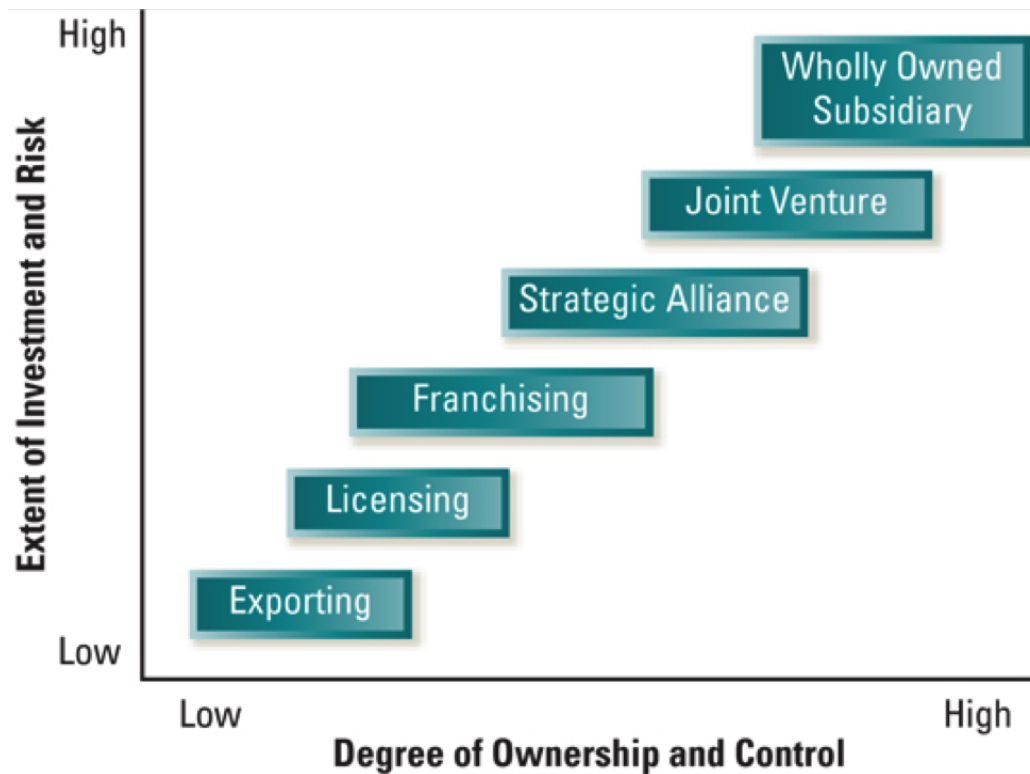 High
Wholly Owned
Subsidiary
Joint Venture
Strategic Alliance
Franchising
Licensing
Exporting
Low
Extent of Investment and Risk
Low
High
Degree of Ownership and Control